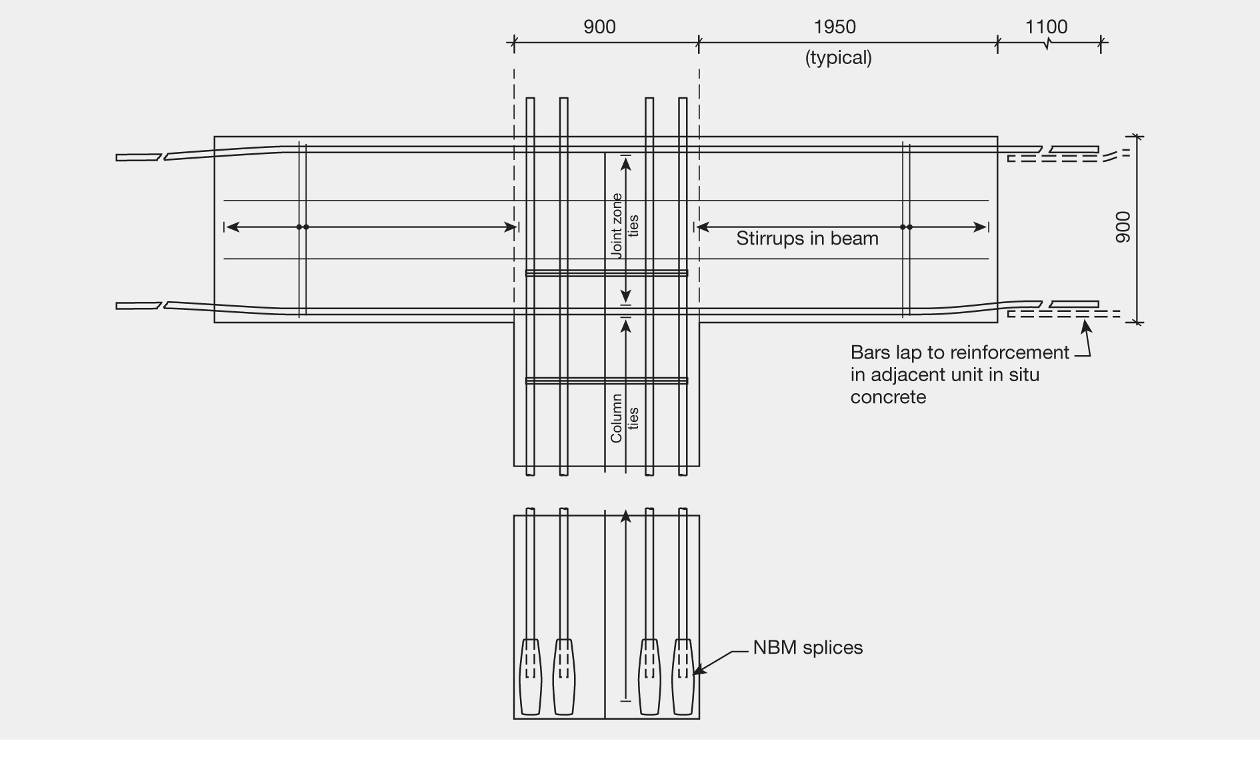 900
1950
1100
(typical)
Joint zone
ties
Stirrups in beam
900
Bars lap to reinforcement
in adjacent unit in situ
concrete
Column
ties
NBM splices